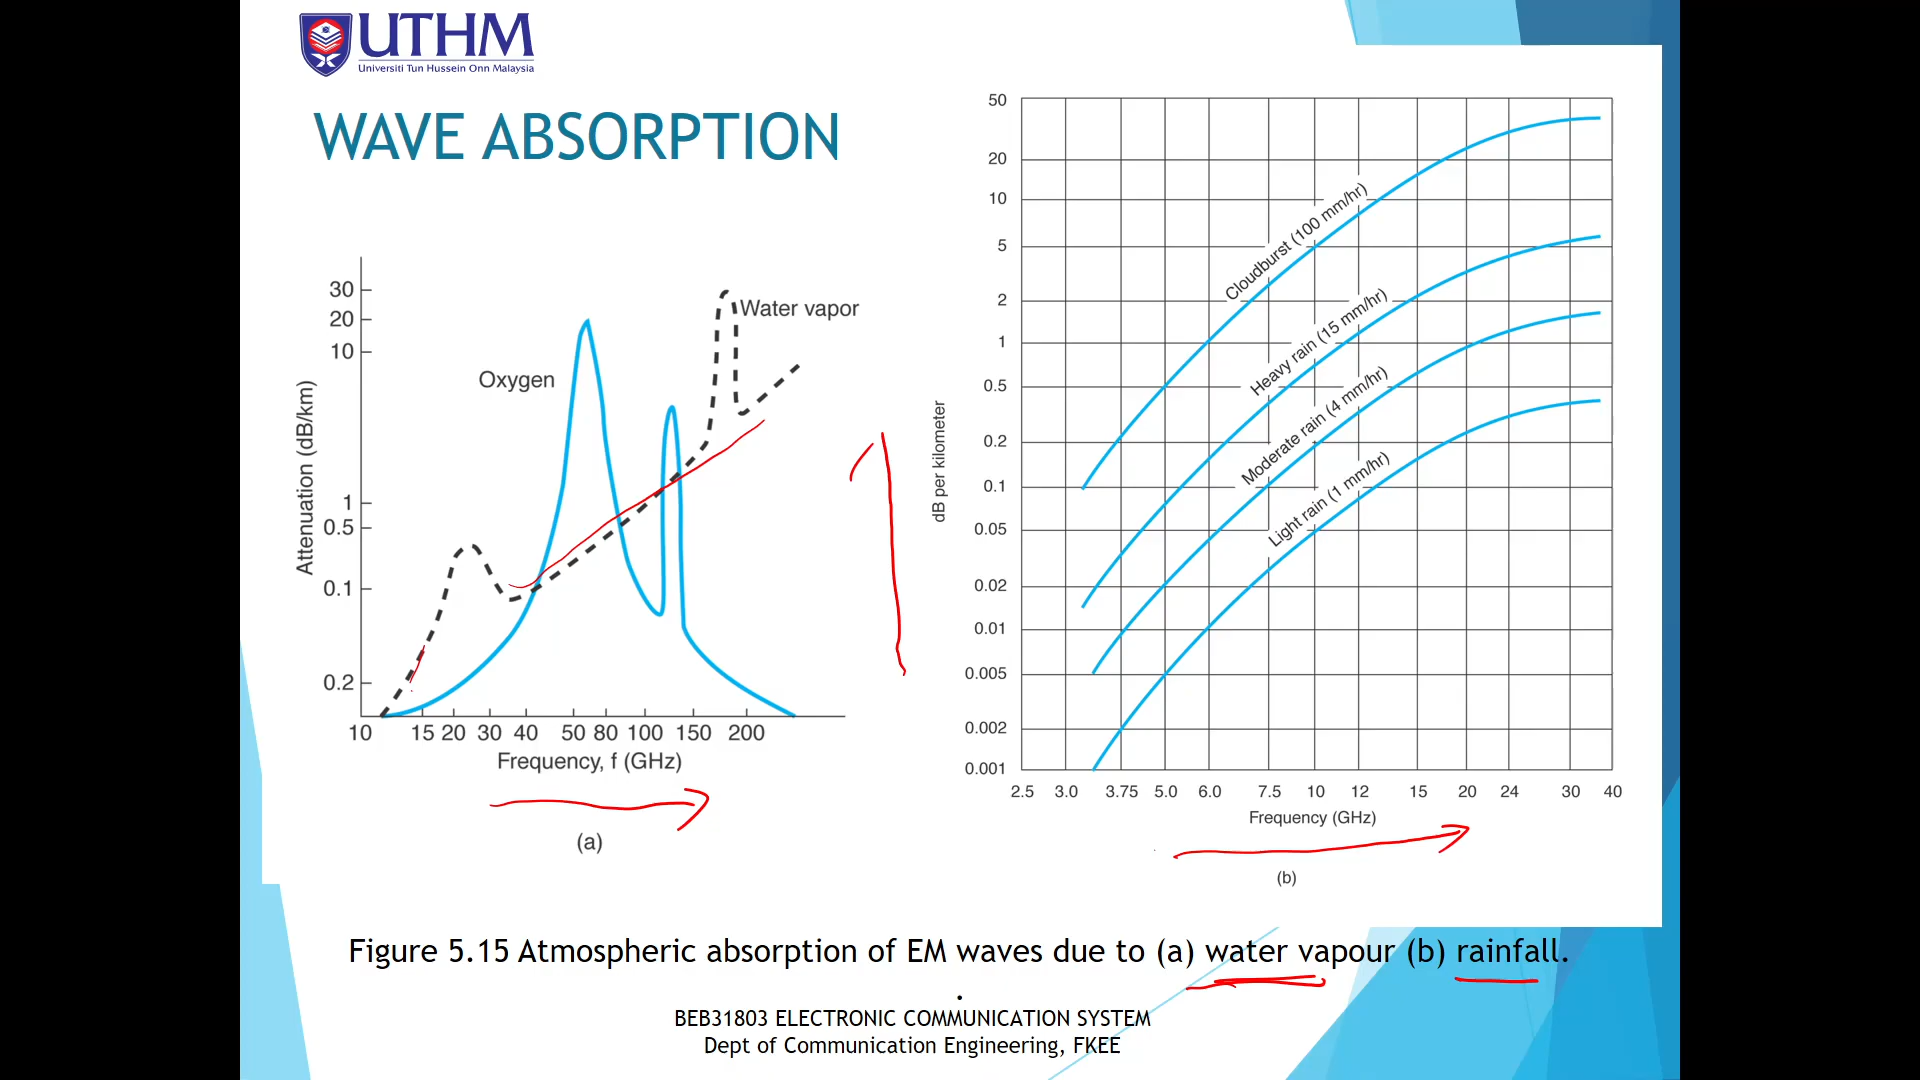 UTHM
Universiti Tun Hussein Onn Malaysia
WAVE ABSORPTION
30
20
10
1
0.5
0.1
0.2
Attenuation (dB/km)
Oxygen
Water vapor
10 15 20 30 40 50 80 100 150 200
Frequency, f (GHz)
(a)
50
20
10
5
2
1
0.5
0.2
0.1
0.05
0.02
0.01
0.005
0.002
0.001
dB per kilometer
Cloudburst (100 mm/hr)
Heavy rain (15 mm/hr)
Moderate rain (4 mm/hr)
Light rain (1 mm/hr)
2.5 3.0 3.75 5.0 6.0 7.5 10 12 15 20 24 30 40
Frequency (GHz)
(b)
Figure 5.15 Atmospheric absorption of EM waves due to (a) water vapour (b) rainfall.
.
BEB31803 ELECTRONIC COMMUNICATION SYSTEM
Dept of Communication Engineering, FKEE